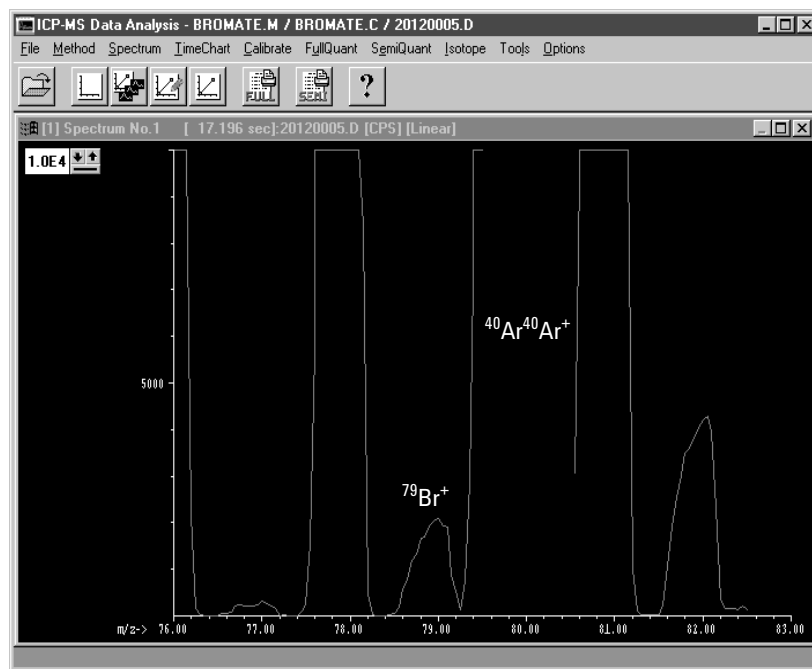 ICP-MS Data Analysis - BROMATE.M / BROMATE.C / 20120005.D
File Method Spectrum TimeChart Calibrate FullQuant SemiQuant Isotope Tools Options
FULL SEMI ?
[1] Spectrum No.1 [ 17.196 sec]:20120005.D [CPS] [Linear]
1.0E4
⁴⁰Ar⁴⁰Ar⁺
5000
⁷⁹Br⁺
m/z-> 76.00 77.00 78.00 79.00 80.00 81.00 82.00 83.00